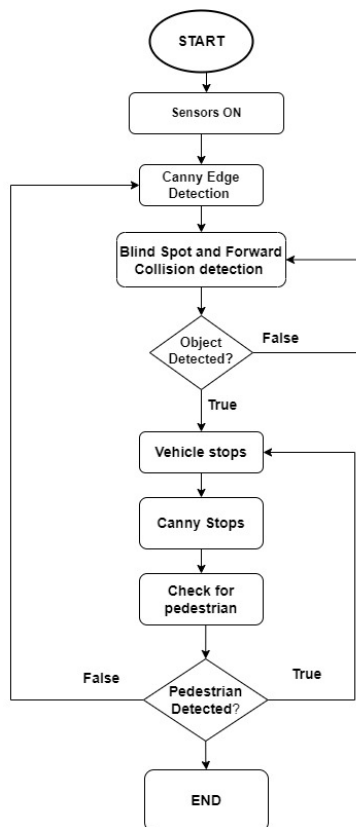 START
Sensors ON
Canny Edge
Detection
Blind Spot and Forward
Collision detection
Object
Detected?
False
True
Vehicle stops
Canny Stops
Check for
pedestrian
False
True
Pedestrian
Detected?
END